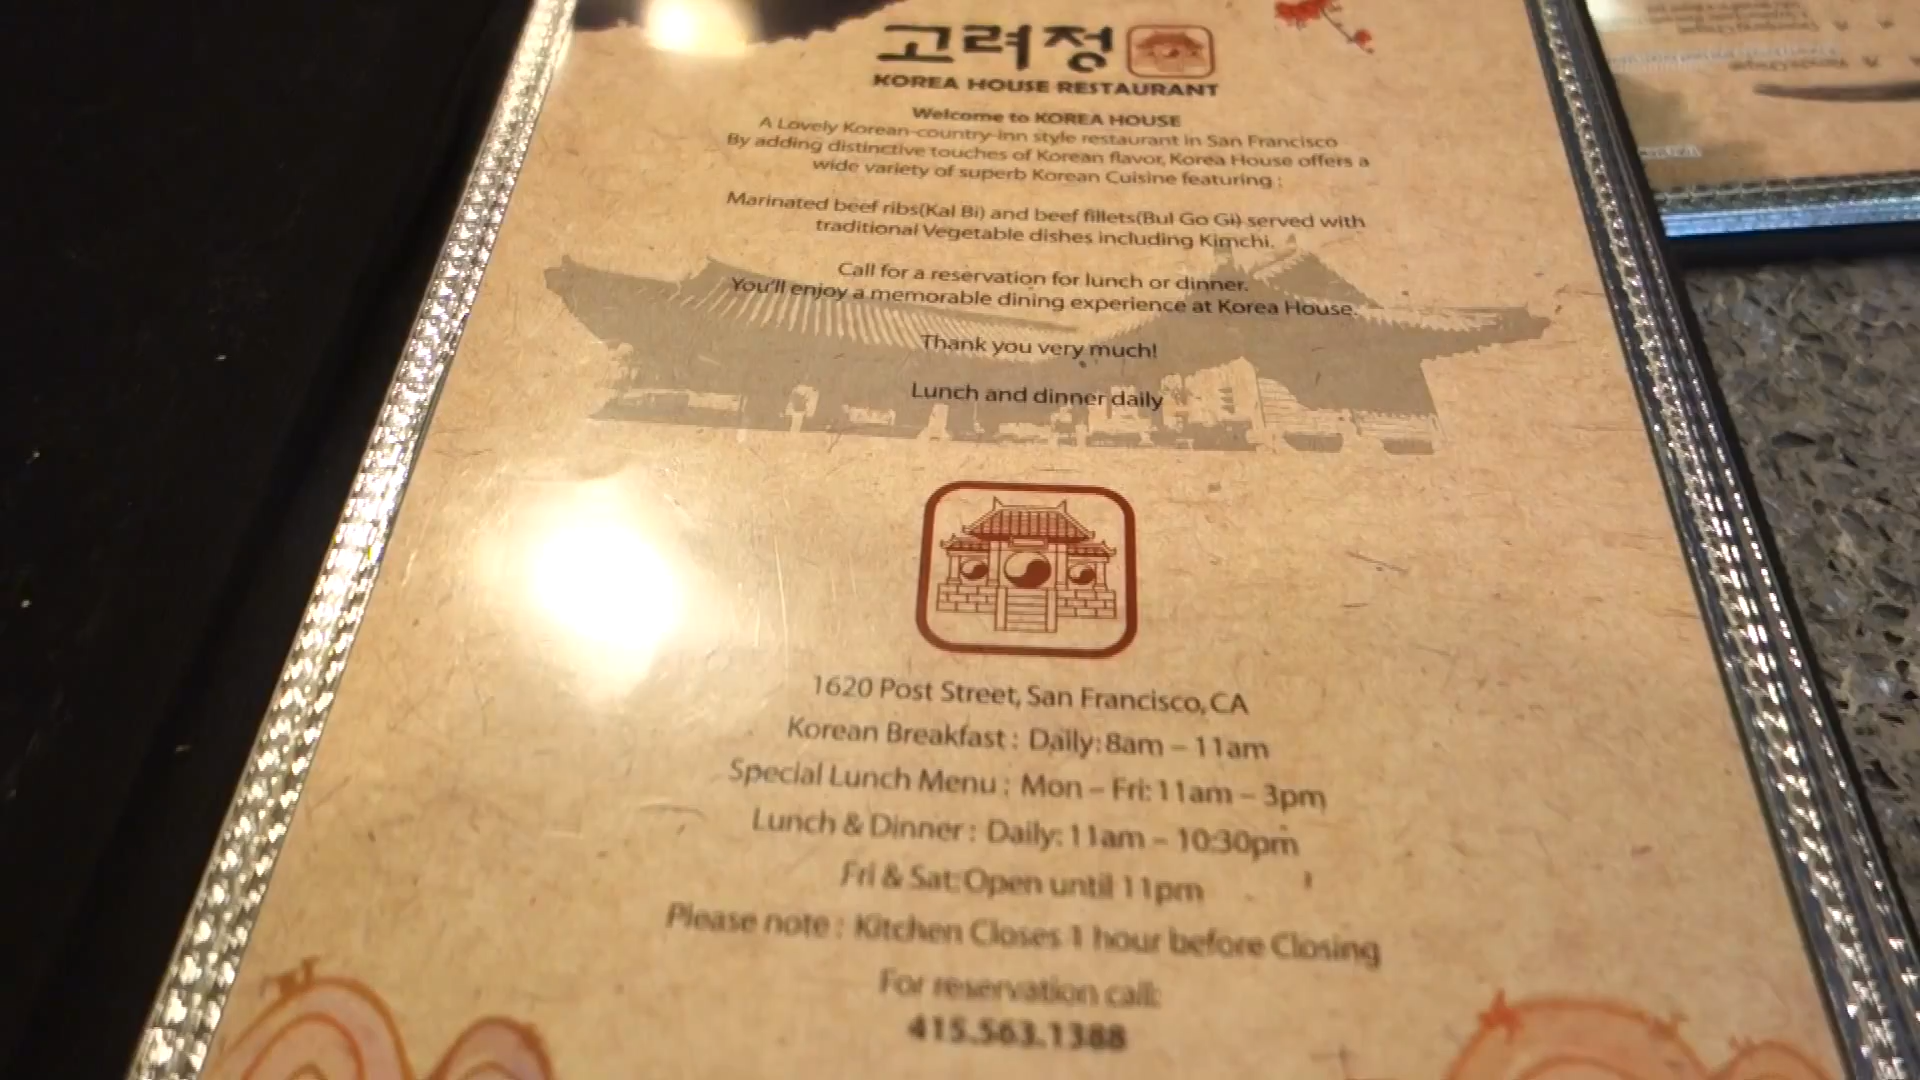 고려정
KOREA HOUSE RESTAURANT
Welcome to KOREA HOUSE
A Lovely Korean-country-inn style restaurant in San Francisco
By adding distinctive touches of Korean flavor, Korea House offers a
wide variety of superb Korean Cuisine featuring :
Marinated beef ribs(Kal Bi) and beef fillets(Bul Go Gi) served with
traditional Vegetable dishes including Kimchi.
Call for a reservation for lunch or dinner.
You'll enjoy a memorable dining experience at Korea House.
Thank you very much!
Lunch and dinner daily
1620 Post Street, San Francisco, CA
Korean Breakfast : Daily: 8am – 11am
Special Lunch Menu : Mon – Fri: 11am – 3pm
Lunch & Dinner : Daily: 11am – 10:30pm
Fri & Sat: Open until 11pm
Please note : Kitchen Closes 1 hour before Closing
For reservation call:
415.563.1388